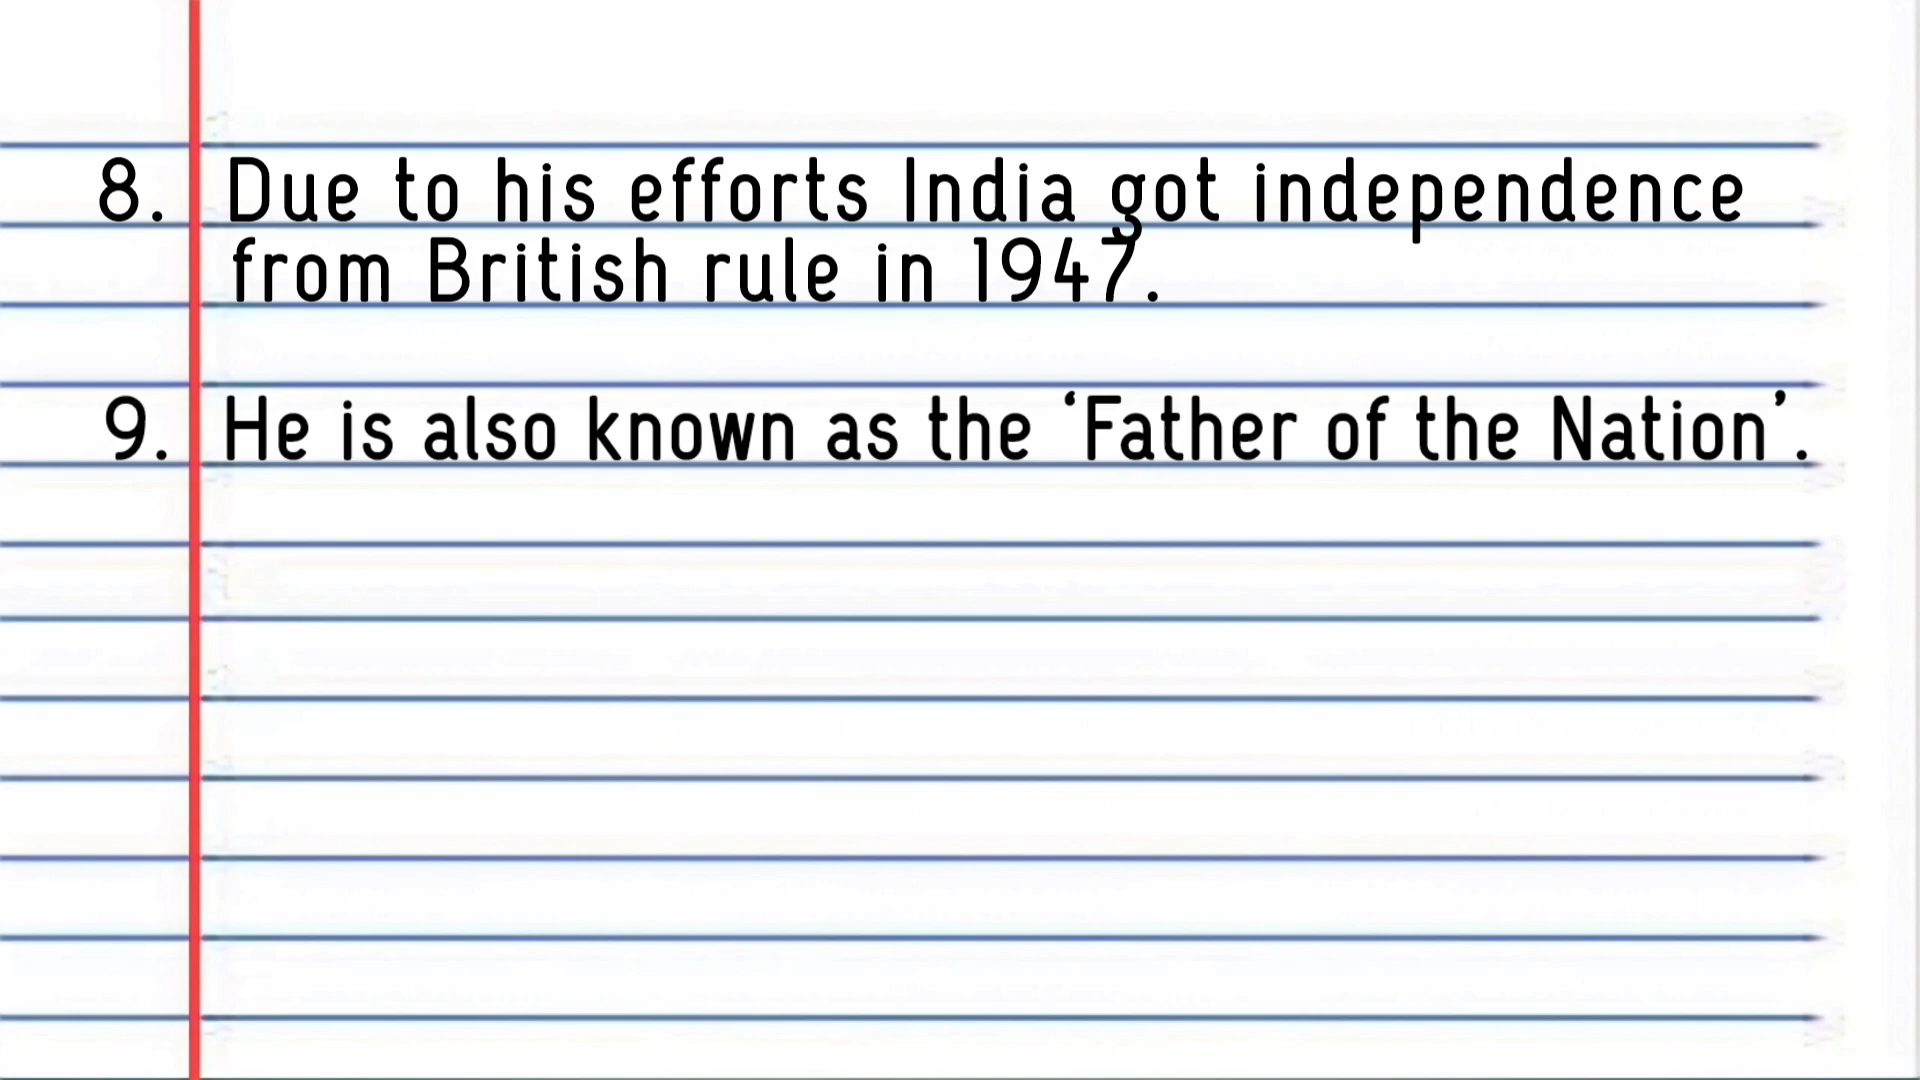 8. Due to his efforts India got independence
from British rule in 1947.
9. He is also known as the ‘Father of the Nation’.